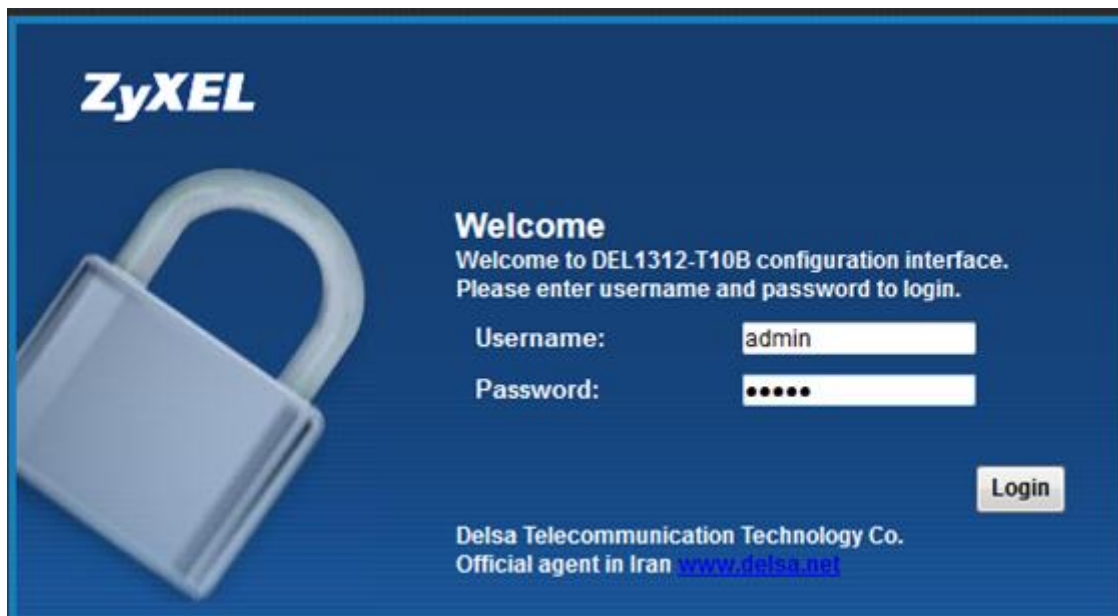 ZyXEL
Welcome
Welcome to DEL1312-T10B configuration interface.
Please enter username and password to login.
Username: admin
Password: •••••
Login
Delsa Telecommunication Technology Co.
Official agent in Iran www.delsa.net